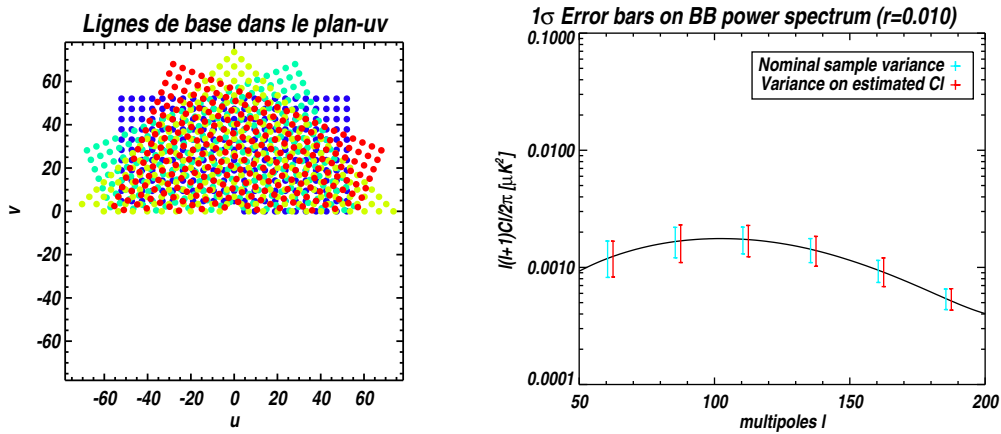 Lignes de base dans le plan-uv
60
40
20
0
-20
-40
-60
v
-60 -40 -20 0 20 40 60
u
1σ Error bars on BB power spectrum (r=0.010)
0.1000
0.0100
0.0010
0.0001
l(l+1)Cl/2π [μK²]
Nominal sample variance
Variance on estimated Cl
50 100 150 200
multipoles l